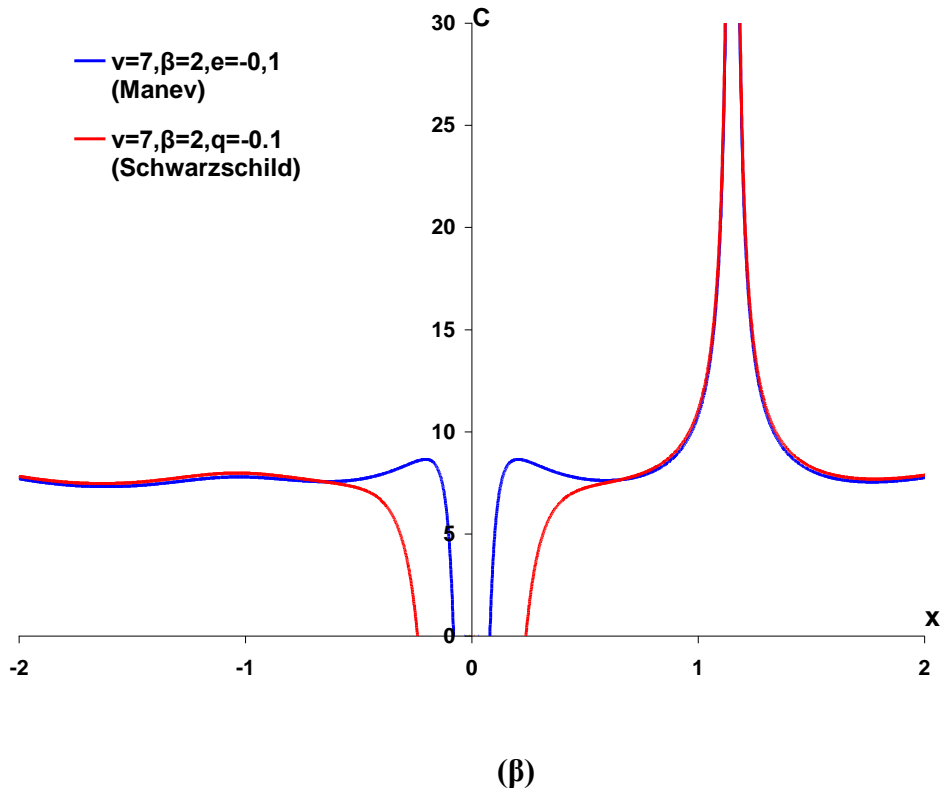 C
30
ν=7,β=2,e=-0,1
(Manev)
25
ν=7,β=2,q=-0.1
(Schwarzschild)
20
15
10
5
x
0
-2
-1
0
1
2
(β)